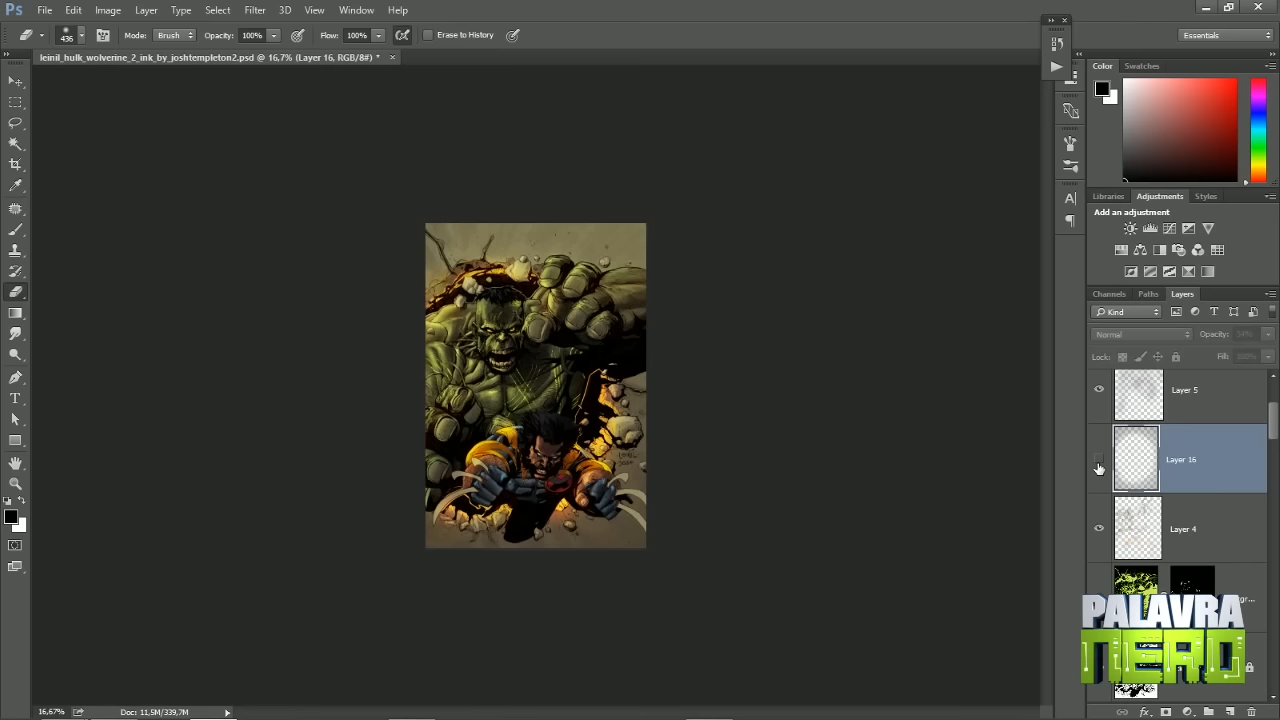 Ps File Edit Image Layer Type Select Filter 3D View Window Help
436 Mode: Brush Opacity: 100% Flow: 100% Erase to History Essentials
leinil_hulk_wolverine_2_ink_by_joshtempleton2.psd @ 16,7% (Layer 16, RGB/8#) *
Color Swatches
Libraries Adjustments Styles
Add an adjustment
Channels Paths Layers
Kind
Normal Opacity: 34%
Lock: Fill: 100%
Layer 5
Layer 16
Layer 4
PALAVRA
NERD
16,67% Doc: 11,5M/339,7M